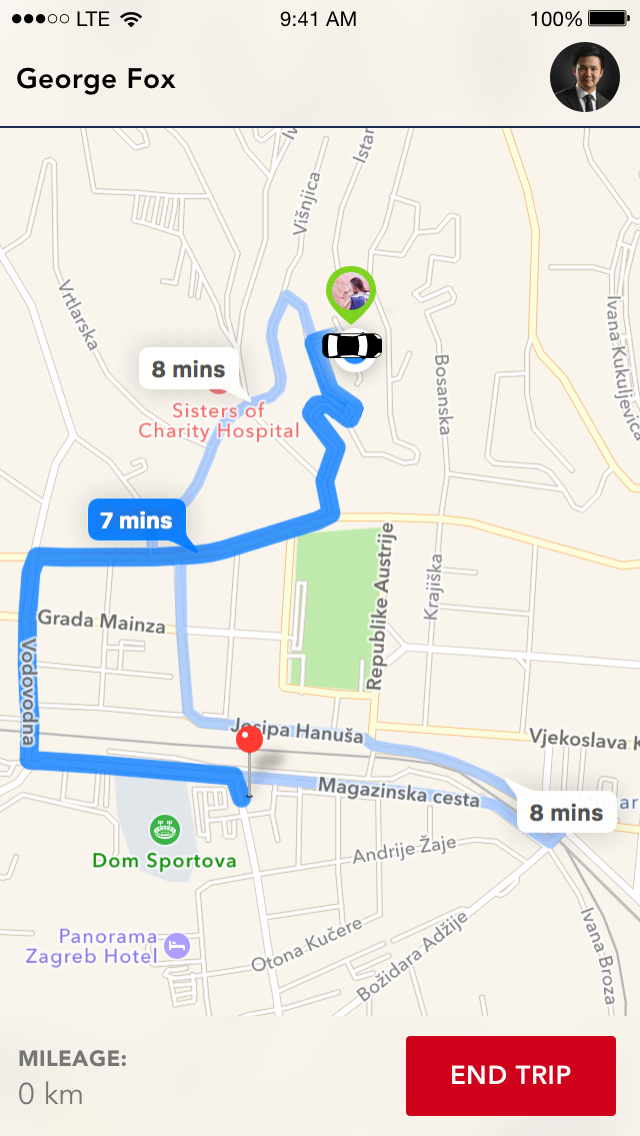 LTE
9:41 AM
100%
George Fox
Višnjica
Vrtlarska
8 mins
Sisters of
Charity Hospital
Bosanska
Ivana Kukuljevića
7 mins
Republike Austrije
Krajiška
Grada Mainza
Vodovodna
Josipa Hanuša
Vjekoslava
Magazinska cesta
8 mins
Dom Sportova
Andrije Žaje
Panorama
Zagreb Hotel
Otona Kučere
Božidara Adžije
Ivana Broza
MILEAGE:
0 km
END TRIP